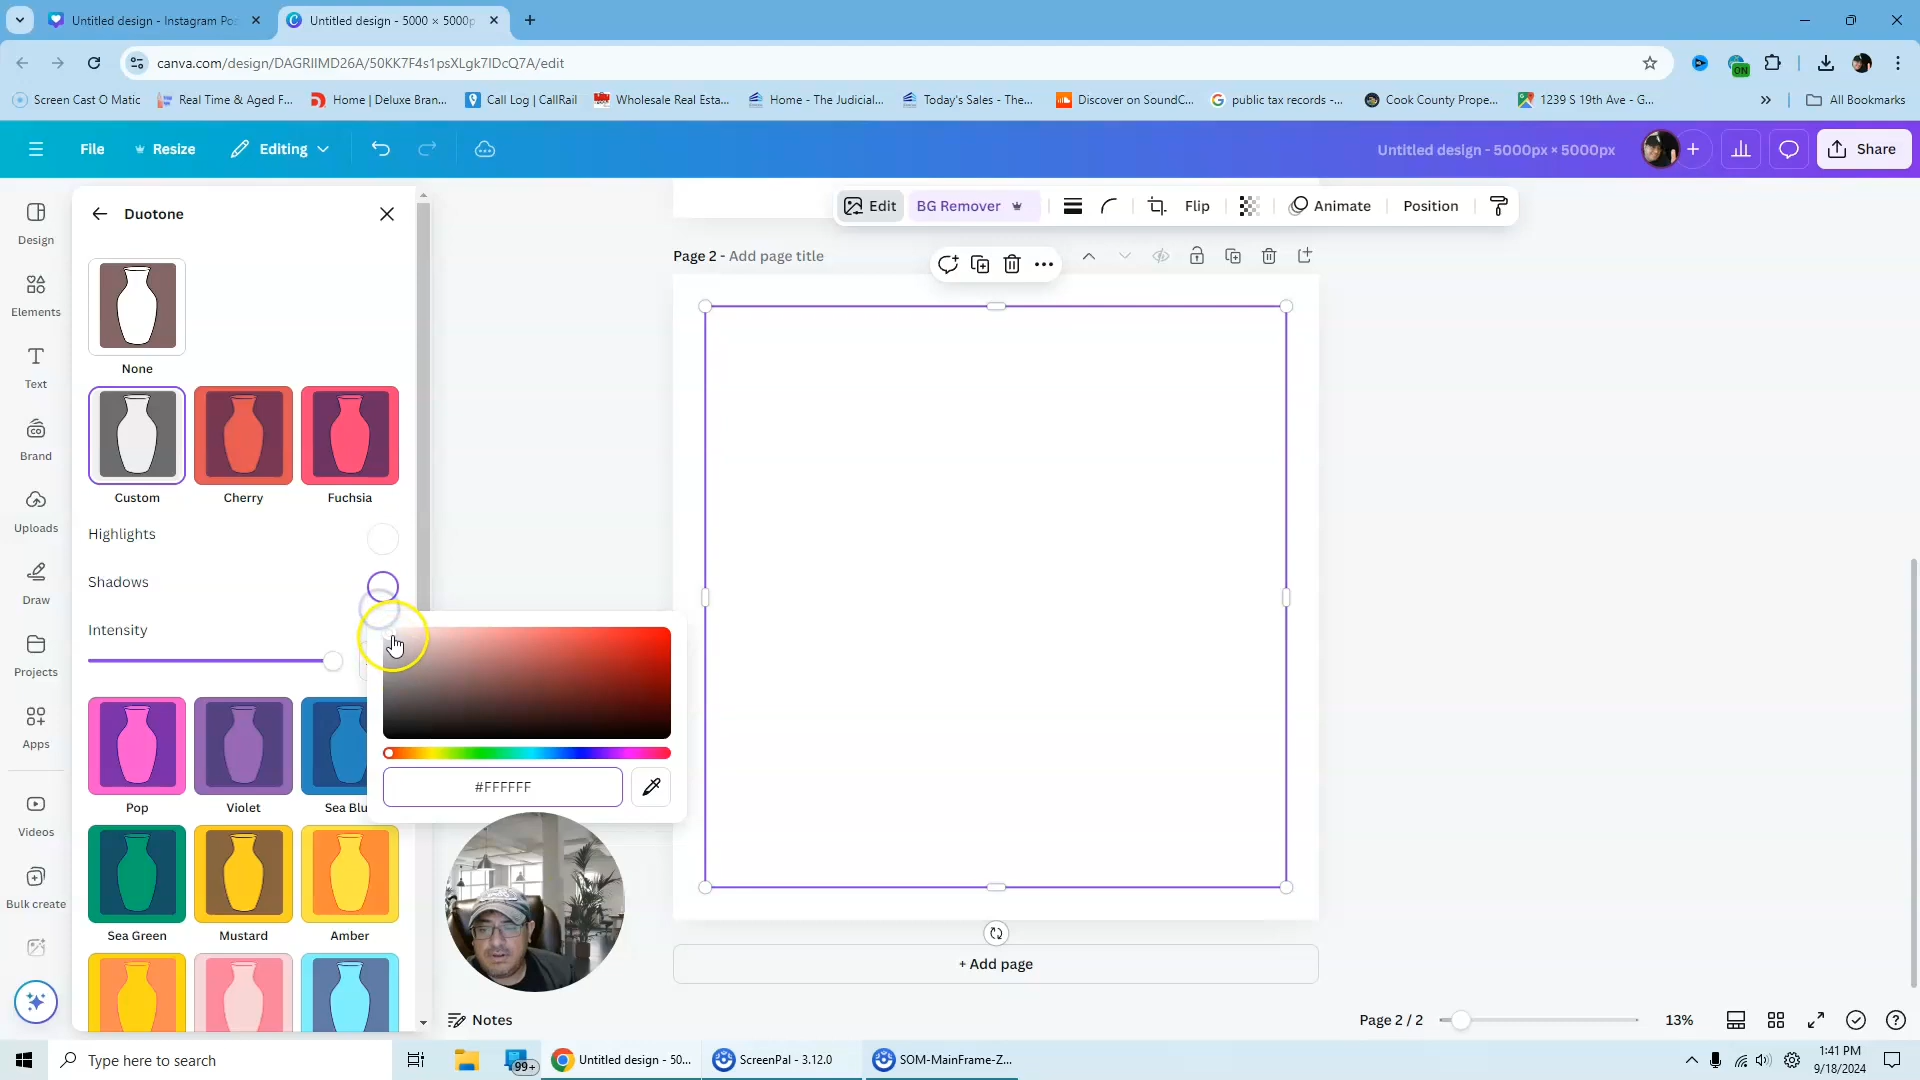 Untitled design - Instagram Po
Untitled design - 5000 × 5000p
canva.com/design/DAGRIIMD26A/50KK7F4s1psXLgk7IDcQ7A/edit
ON
Screen Cast O Matic
Real Time & Aged F...
Home | Deluxe Bran...
Call Log | CallRail
Wholesale Real Esta...
Home - The Judicial...
Today's Sales - The...
Discover on SoundC...
public tax records -...
Cook County Prope...
1239 S 19th Ave - G...
All Bookmarks
File
Resize
Editing
Untitled design - 5000px × 5000px
Share
Design
Elements
Text
Brand
Uploads
Draw
Projects
Apps
Videos
Bulk create
Duotone
None
Custom
Cherry
Fuchsia
Highlights
Shadows
Intensity
Pop
Violet
Sea Blu
Sea Green
Mustard
Amber
#FFFFFF
Edit
BG Remover
Flip
Animate
Position
Page 2 - Add page title
+ Add page
Notes
Page 2 / 2
13%
Type here to search
99+
Untitled design - 50...
ScreenPal - 3.12.0
SOM-MainFrame-Z...
1:41 PM
9/18/2024